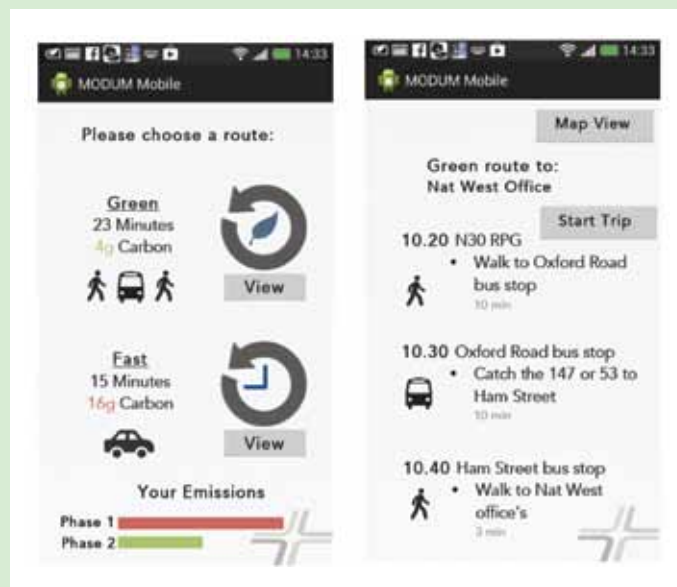 14:33
MODUM Mobile
Please choose a route:
Green
23 Minutes
4g Carbon
View
Fast
15 Minutes
16g Carbon
View
Your Emissions
Phase 1
Phase 2
14:33
MODUM Mobile
Map View
Green route to:
Nat West Office
Start Trip
10.20 N30 RPG
• Walk to Oxford Road
bus stop
10 min
10.30 Oxford Road bus stop
• Catch the 147 or 53 to
Ham Street
10 min
10.40 Ham Street bus stop
• Walk to Nat West
office's
3 min